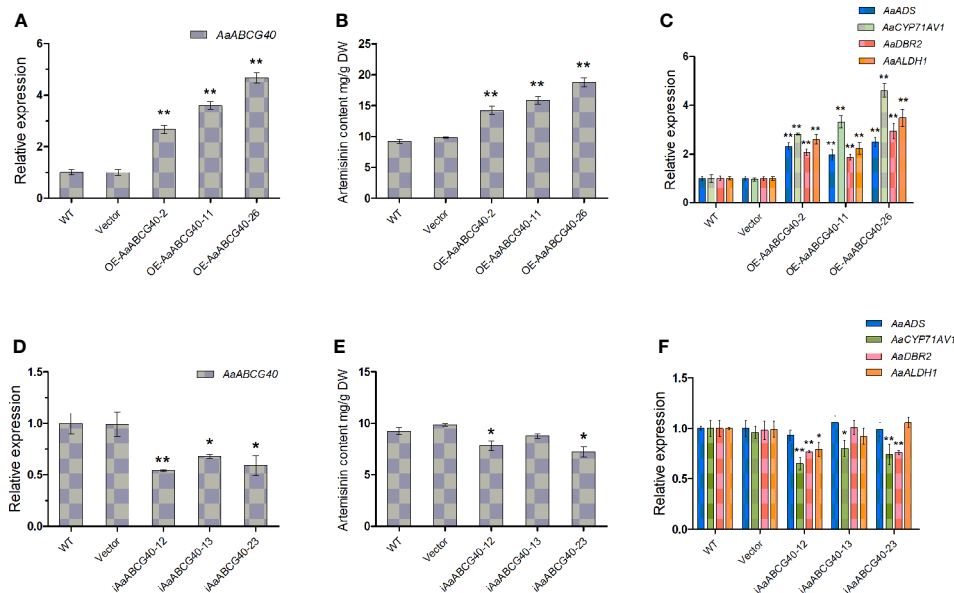 A
AaABCG40
Relative expression
6
4
2
0
WT
Vector
OE-AaABCG40-2
OE-AaABCG40-11
OE-AaABCG40-26
**
**
**
B
Artemisinin content mg/g DW
25
20
15
10
5
0
WT
Vector
OE-AaABCG40-2
OE-AaABCG40-11
OE-AaABCG40-26
**
**
**
C
AaADS
AaCYP71AV1
AaDBR2
AaALDH1
Relative expression
6
4
2
0
WT
Vector
OE-AaABCG40-2
OE-AaABCG40-11
OE-AaABCG40-26
** ** ** **
** ** ** **
** ** ** **
D
AaABCG40
Relative expression
1.5
1.0
0.5
0.0
WT
Vector
iAaABCG40-12
iAaABCG40-13
iAaABCG40-23
**
*
*
E
Artemisinin content mg/g DW
15
10
5
0
WT
Vector
iAaABCG40-12
iAaABCG40-13
iAaABCG40-23
*
*
F
AaADS
AaCYP71AV1
AaDBR2
AaALDH1
Relative expression
1.5
1.0
0.5
0.0
WT
Vector
iAaABCG40-12
iAaABCG40-13
iAaABCG40-23
** ** *
*
** **